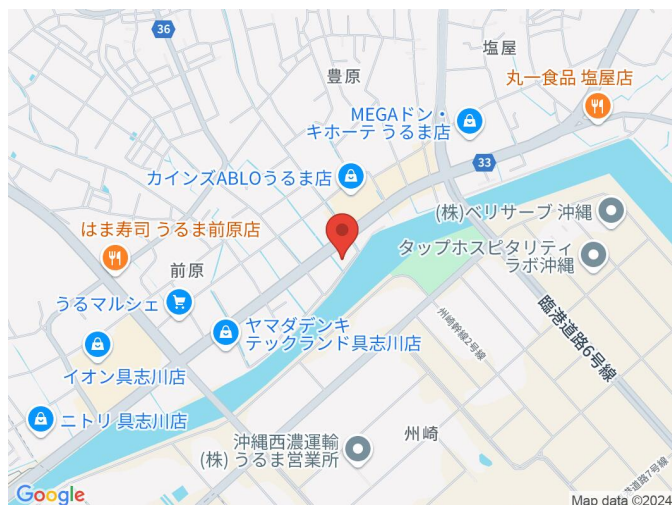 36
塩屋
豊原
丸一食品 塩屋店
MEGAドン・
キホーテ うるま店
33
カインズABLOうるま店
(株)ベリサーブ 沖縄
はま寿司 うるま前原店
タップホスピタリティ
ラボ沖縄
前原
うるマルシェ
ヤマダデンキ
テックランド具志川店
州崎幹線2号線
臨港道路6号線
イオン具志川店
ニトリ 具志川店
州崎
沖縄西濃運輸
(株) うるま営業所
港道路7号線
Google
Map data ©2024